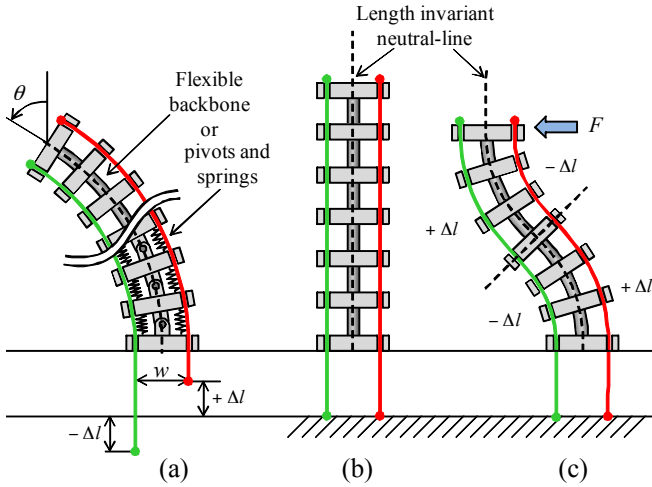 Length invariant
neutral-line
θ
Flexible
backbone
or
pivots and
springs
F
− Δl
+ Δl
+ Δl
− Δl
w
+ Δl
− Δl
(a)
(b)
(c)